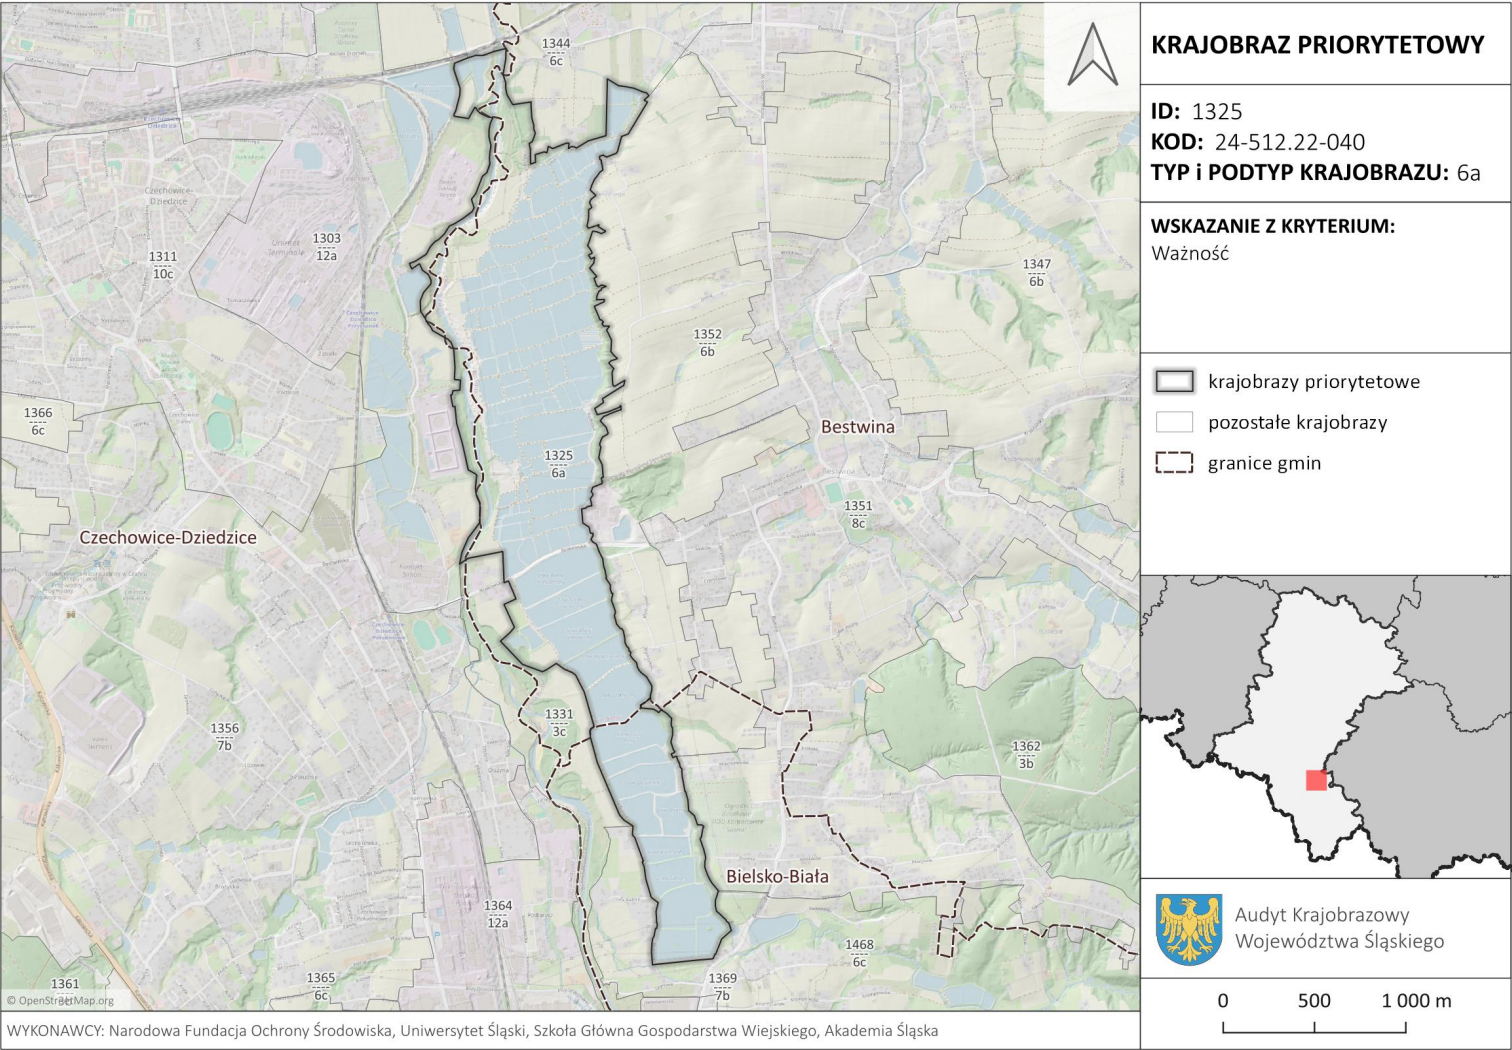 KRAJOBRAZ PRIORYTETOWY
ID: 1325
KOD: 24-512.22-040
TYP i PODTYP KRAJOBRAZU: 6a
WSKAZANIE Z KRYTERIUM:
Ważność
krajobrazy priorytetowe
pozostałe krajobrazy
granice gmin
Audyt Krajobrazowy
Województwa Śląskiego
0 500 1 000 m
1344
6c
1303
12a
1311
10c
Czechowice-
Dziedzice
1347
6b
1352
6b
1366
6c
Bestwina
1325
6a
1351
8c
Czechowice-Dziedzice
1331
3c
1356
7b
1362
3b
Bielsko-Biała
1364
12a
1468
6c
1361
1365
6c
1369
7b
© OpenStreetMap.org
WYKONAWCY: Narodowa Fundacja Ochrony Środowiska, Uniwersytet Śląski, Szkoła Główna Gospodarstwa Wiejskiego, Akademia Śląska